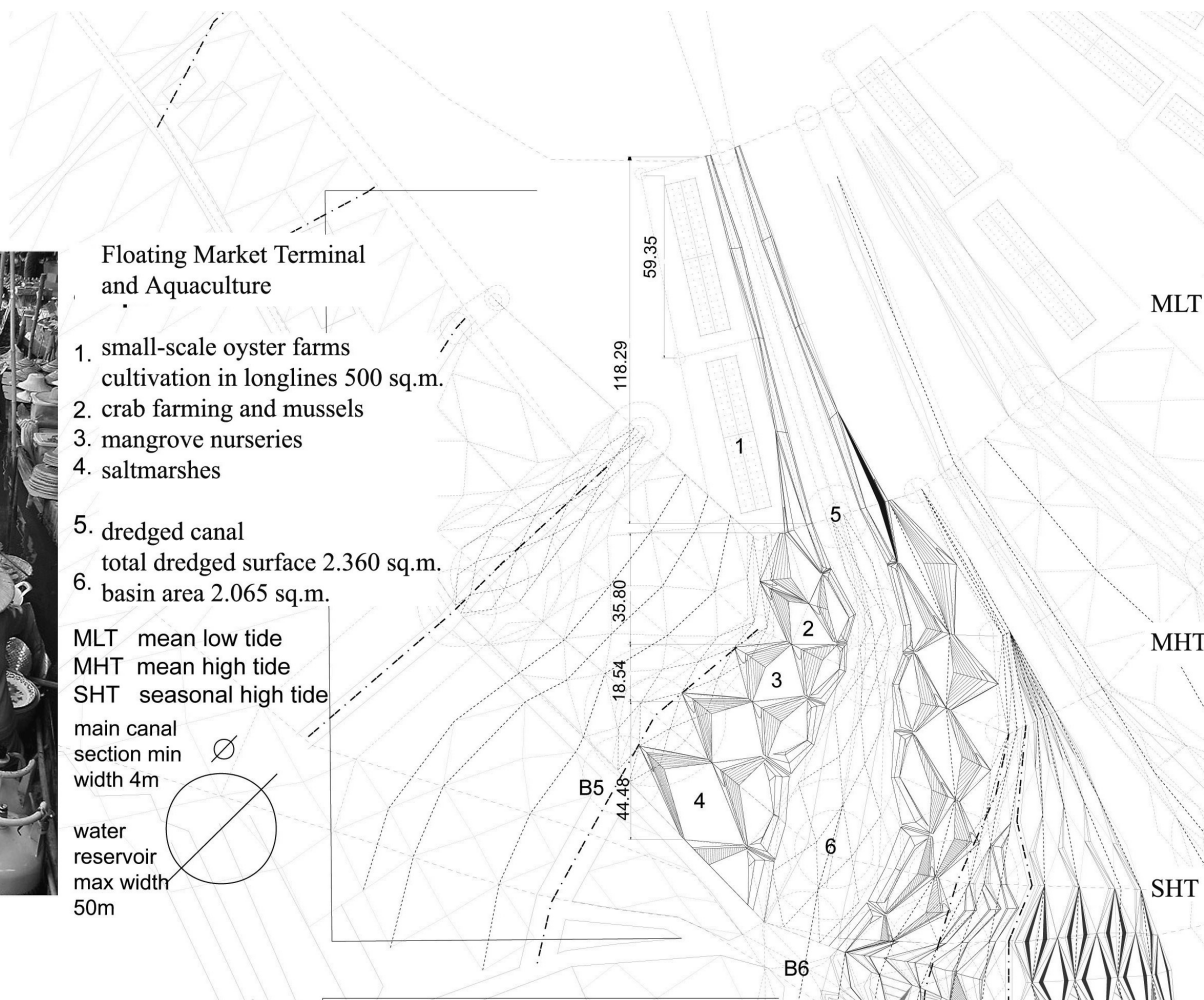 Floating Market Terminal
and Aquaculture
1. small-scale oyster farms
cultivation in longlines 500 sq.m.
2. crab farming and mussels
3. mangrove nurseries
4. saltmarshes
5. dredged canal
total dredged surface 2.360 sq.m.
6. basin area 2.065 sq.m.
MLT mean low tide
MHT mean high tide
SHT seasonal high tide
main canal
section min
width 4m
water
reservoir
max width
50m
59.35
118.29
35.80
18.54
44.48
1
5
2
3
4
6
B5
B6
MLT
MHT
SHT